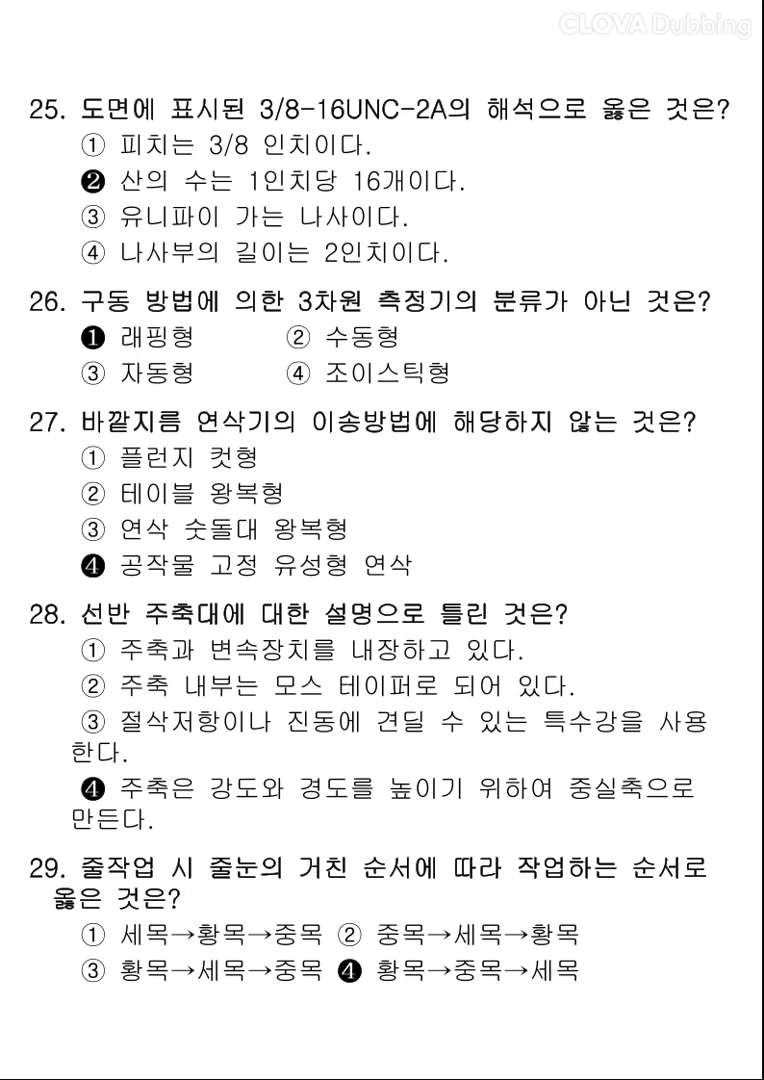 CLOVA Dubbing
25. 도면에 표시된 3/8-16UNC-2A의 해석으로 옳은 것은?
① 피치는 3/8 인치이다.
❷ 산의 수는 1인치당 16개이다.
③ 유니파이 가는 나사이다.
④ 나사부의 길이는 2인치이다.
26. 구동 방법에 의한 3차원 측정기의 분류가 아닌 것은?
❶ 래핑형 ② 수동형
③ 자동형 ④ 조이스틱형
27. 바깥지름 연삭기의 이송방법에 해당하지 않는 것은?
① 플런지 컷형
② 테이블 왕복형
③ 연삭 숫돌대 왕복형
❹ 공작물 고정 유성형 연삭
28. 선반 주축대에 대한 설명으로 틀린 것은?
① 주축과 변속장치를 내장하고 있다.
② 주축 내부는 모스 테이퍼로 되어 있다.
③ 절삭저항이나 진동에 견딜 수 있는 특수강을 사용
한다.
❹ 주축은 강도와 경도를 높이기 위하여 중실축으로
만든다.
29. 줄작업 시 줄눈의 거친 순서에 따라 작업하는 순서로
옳은 것은?
① 세목→황목→중목 ② 중목→세목→황목
③ 황목→세목→중목 ❹ 황목→중목→세목